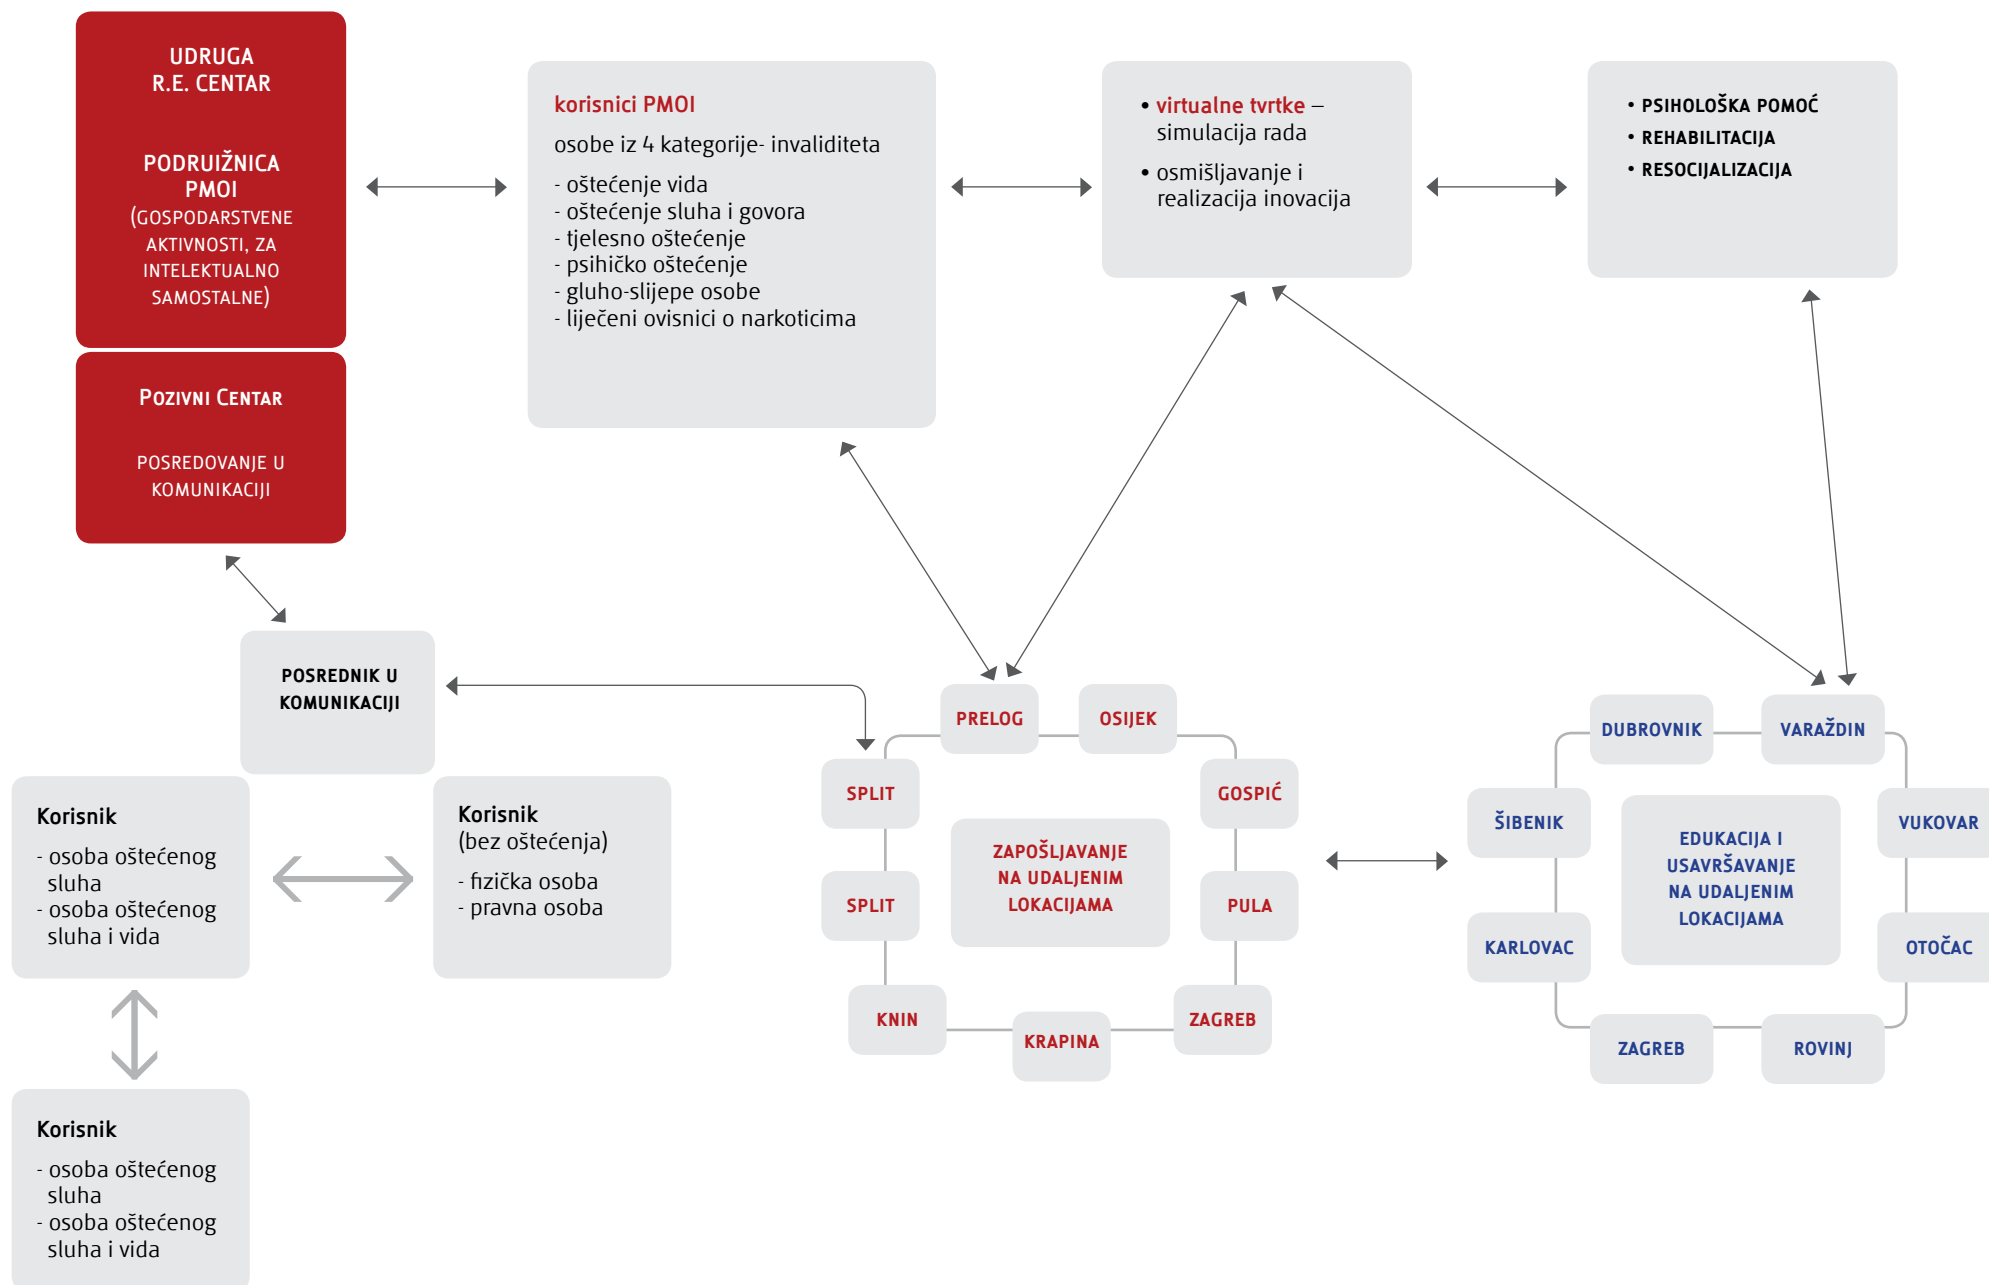 UDRUGA
R.E. CENTAR
PODRUIŽNICA
PMOI
(GOSPODARSTVENE
AKTIVNOSTI, ZA
INTELEKTUALNO
SAMOSTALNE)
POZIVNI CENTAR
POSREDOVANJE U
KOMUNIKACIJI
korisnici PMOI
osobe iz 4 kategorije- invaliditeta
- oštećenje vida
- oštećenje sluha i govora
- tjelesno oštećenje
- psihičko oštećenje
- gluho-slijepe osobe
- liječeni ovisnici o narkoticima
• virtualne tvrtke –
simulacija rada
• osmišljavanje i
realizacija inovacija
• PSIHOLOŠKA POMOĆ
• REHABILITACIJA
• RESOCIJALIZACIJA
POSREDNIK U
KOMUNIKACIJI
Korisnik
- osoba oštećenog
sluha
- osoba oštećenog
sluha i vida
Korisnik
(bez oštećenja)
- fizička osoba
- pravna osoba
Korisnik
- osoba oštećenog
sluha
- osoba oštećenog
sluha i vida
PRELOG
OSIJEK
SPLIT
GOSPIĆ
ZAPOŠLJAVANJE
NA UDALJENIM
LOKACIJAMA
SPLIT
PULA
KNIN
KRAPINA
ZAGREB
DUBROVNIK
VARAŽDIN
ŠIBENIK
VUKOVAR
EDUKACIJA I
USAVRŠAVANJE
NA UDALJENIM
LOKACIJAMA
KARLOVAC
OTOČAC
ZAGREB
ROVINJ